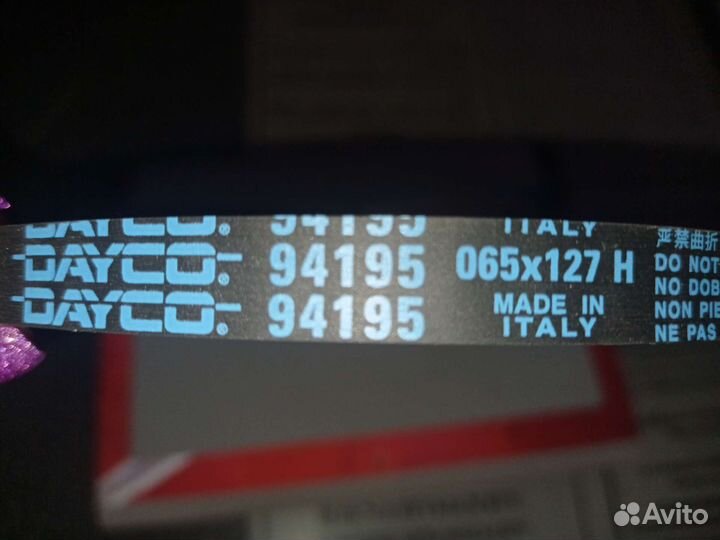 DAYCO® 94195 ITALY
DAYCO® 94195 065x127 H
DAYCO® 94195 MADE IN ITALY
严禁曲折
DO NOT
NO DOB
NON PIE
NE PAS
Avito